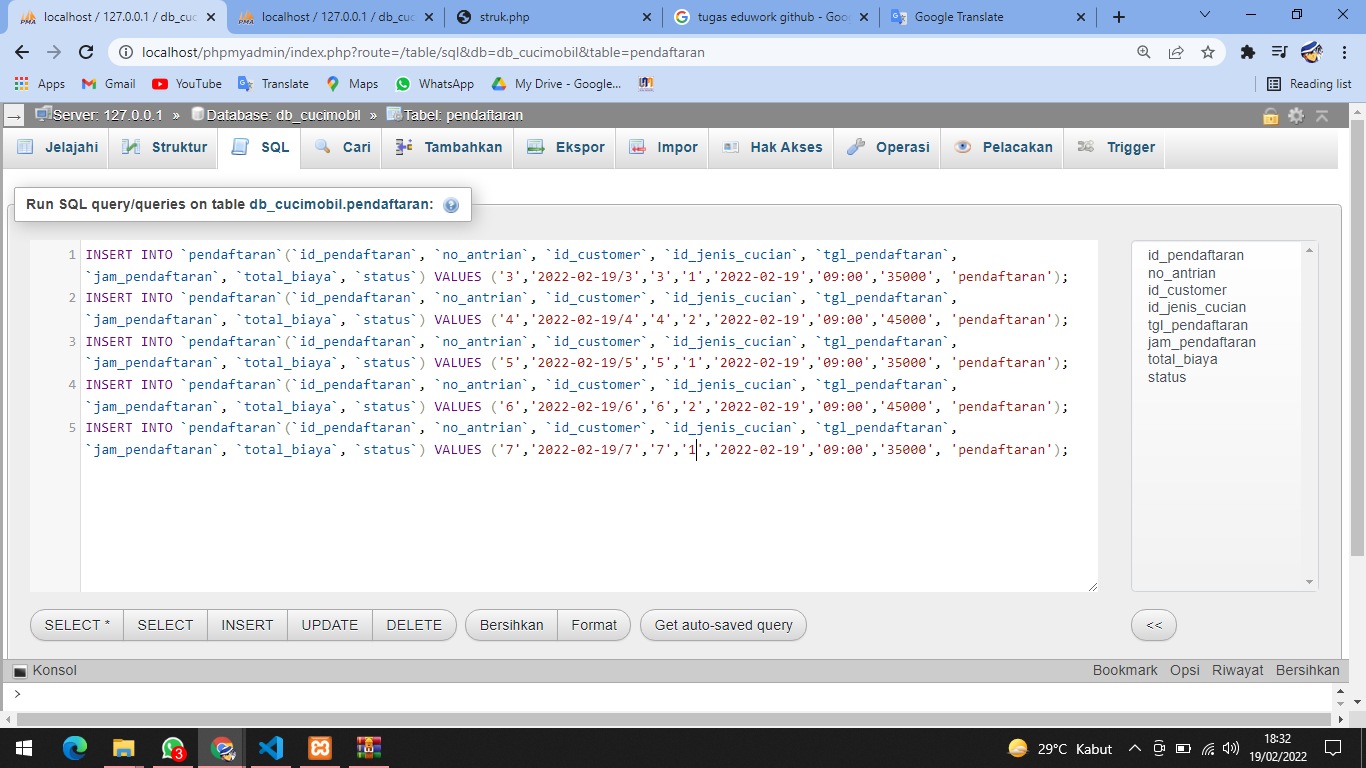 localhost / 127.0.0.1 / db_cuc
localhost / 127.0.0.1 / db_cuc
struk.php
tugas eduwork github - Goo
Google Translate
localhost/phpmyadmin/index.php?route=/table/sql&db=db_cucimobil&table=pendaftaran
Apps Gmail YouTube Translate Maps WhatsApp My Drive - Google... Reading list
Server: 127.0.0.1 » Database: db_cucimobil » Tabel: pendaftaran
Jelajahi Struktur SQL Cari Tambahkan Ekspor Impor Hak Akses Operasi Pelacakan Trigger
Run SQL query/queries on table db_cucimobil.pendaftaran:
1 INSERT INTO `pendaftaran`(`id_pendaftaran`, `no_antrian`, `id_customer`, `id_jenis_cucian`, `tgl_pendaftaran`,
`jam_pendaftaran`, `total_biaya`, `status`) VALUES ('3','2022-02-19/3','3','1','2022-02-19','09:00','35000', 'pendaftaran');
2 INSERT INTO `pendaftaran`(`id_pendaftaran`, `no_antrian`, `id_customer`, `id_jenis_cucian`, `tgl_pendaftaran`,
`jam_pendaftaran`, `total_biaya`, `status`) VALUES ('4','2022-02-19/4','4','2','2022-02-19','09:00','45000', 'pendaftaran');
3 INSERT INTO `pendaftaran`(`id_pendaftaran`, `no_antrian`, `id_customer`, `id_jenis_cucian`, `tgl_pendaftaran`,
`jam_pendaftaran`, `total_biaya`, `status`) VALUES ('5','2022-02-19/5','5','1','2022-02-19','09:00','35000', 'pendaftaran');
4 INSERT INTO `pendaftaran`(`id_pendaftaran`, `no_antrian`, `id_customer`, `id_jenis_cucian`, `tgl_pendaftaran`,
`jam_pendaftaran`, `total_biaya`, `status`) VALUES ('6','2022-02-19/6','6','2','2022-02-19','09:00','45000', 'pendaftaran');
5 INSERT INTO `pendaftaran`(`id_pendaftaran`, `no_antrian`, `id_customer`, `id_jenis_cucian`, `tgl_pendaftaran`,
`jam_pendaftaran`, `total_biaya`, `status`) VALUES ('7','2022-02-19/7','7','1','2022-02-19','09:00','35000', 'pendaftaran');
id_pendaftaran
no_antrian
id_customer
id_jenis_cucian
tgl_pendaftaran
jam_pendaftaran
total_biaya
status
SELECT * SELECT INSERT UPDATE DELETE Bersihkan Format Get auto-saved query <<
Konsol Bookmark Opsi Riwayat Bersihkan
>
3 29°C Kabut 18:32
19/02/2022